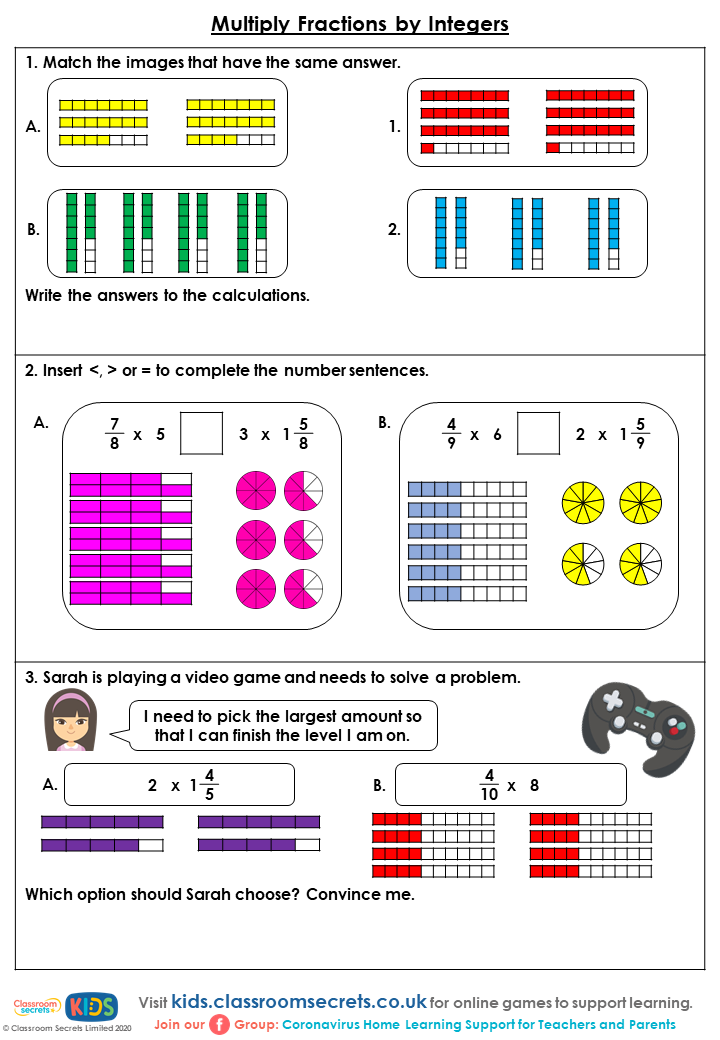 Multiply Fractions by Integers
1. Match the images that have the same answer.
A.
1.
B.
2.
Write the answers to the calculations.
2. Insert <, > or = to complete the number sentences.
A.
7/8 x 5 3 x 1 5/8
B.
4/9 x 6 2 x 1 5/9
3. Sarah is playing a video game and needs to solve a problem.
I need to pick the largest amount so
that I can finish the level I am on.
A. 2 x 1 4/5
B. 4/10 x 8
Which option should Sarah choose? Convince me.
Classroom Secrets KIDS
© Classroom Secrets Limited 2020
Visit kids.classroomsecrets.co.uk for online games to support learning.
Join our f Group: Coronavirus Home Learning Support for Teachers and Parents